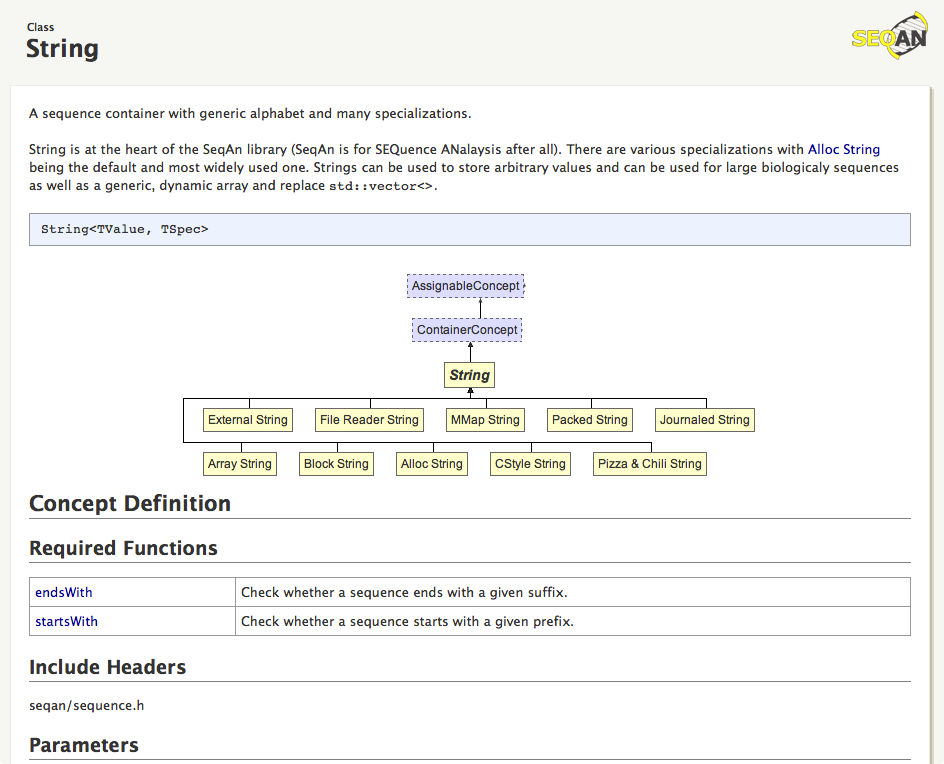 Class
String
SEQAN
A sequence container with generic alphabet and many specializations.
String is at the heart of the SeqAn library (SeqAn is for SEQuence ANalaysis after all). There are various specializations with Alloc String
being the default and most widely used one. Strings can be used to store arbitrary values and can be used for large biologicaly sequences
as well as a generic, dynamic array and replace std::vector<>.
String<TValue, TSpec>
AssignableConcept
ContainerConcept
String
External String File Reader String MMap String Packed String Journaled String
Array String Block String Alloc String CStyle String Pizza & Chili String
Concept Definition
Required Functions
endsWith Check whether a sequence ends with a given suffix.
startsWith Check whether a sequence starts with a given prefix.
Include Headers
seqan/sequence.h
Parameters